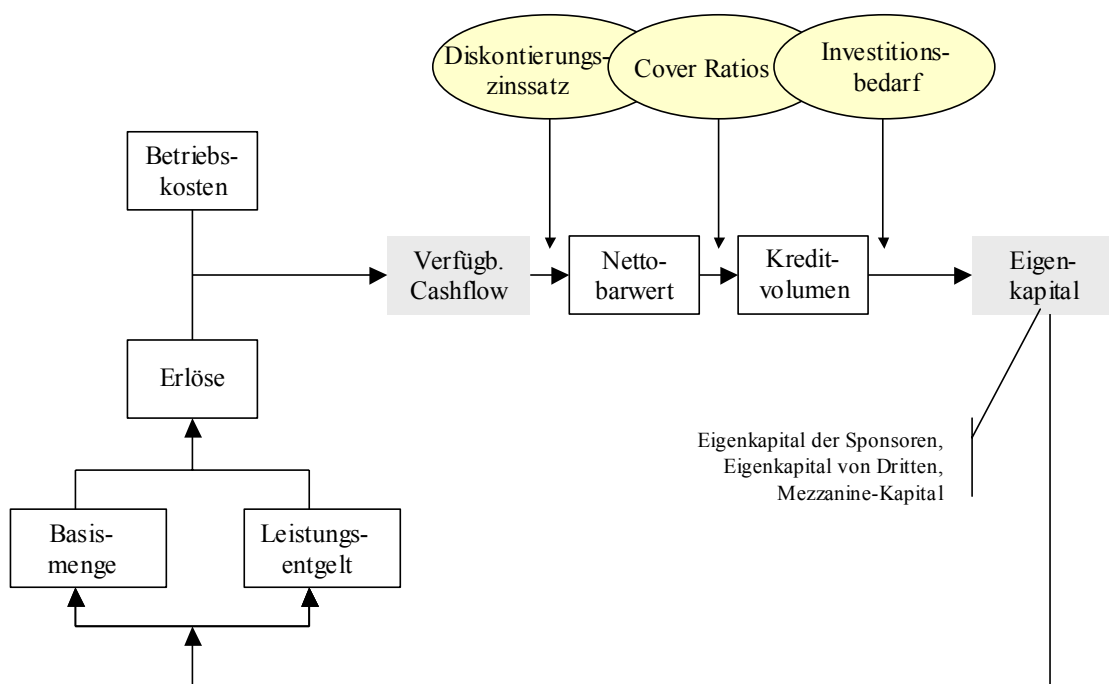 Diskontierungs-
zinssatz
Cover Ratios
Investitions-
bedarf
Betriebs-
kosten
Verfügb.
Cashflow
Netto-
barwert
Kredit-
volumen
Eigen-
kapital
Erlöse
Eigenkapital der Sponsoren,
Eigenkapital von Dritten,
Mezzanine-Kapital
Basis-
menge
Leistungs-
entgelt